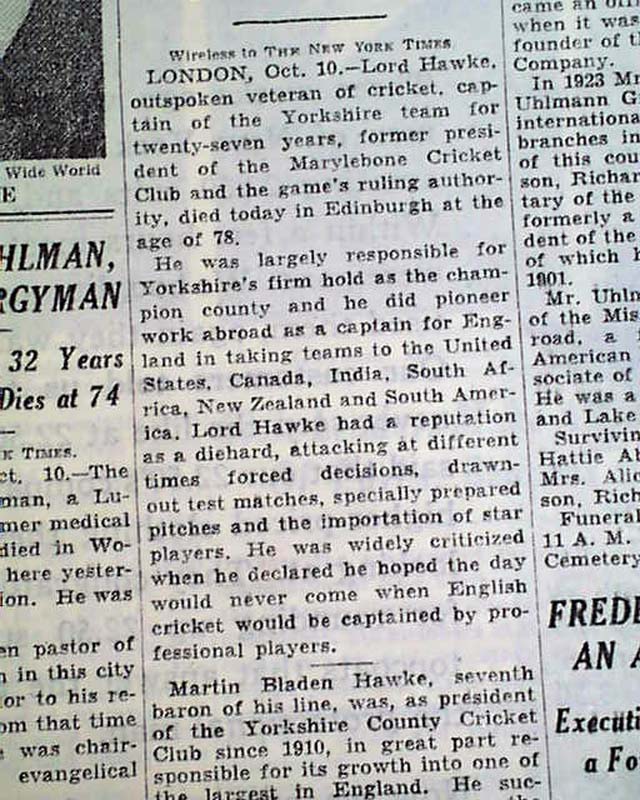 Wide World
E
HLMAN,
RGYMAN
32 Years
Dies at 74
K TIMES.
ct. 10.—The
man, a Lu-
mer medical
died in Wo-
here yester-
ion. He was
en pastor of
n in this city
ior to his re-
om that time
e was chair-
evangelical
Wireless to THE NEW YORK TIMES
LONDON, Oct. 10.—Lord Hawke,
outspoken veteran of cricket, cap-
tain of the Yorkshire team for
twenty-seven years, former presi-
dent of the Marylebone Cricket
Club and the game's ruling author-
ity, died today in Edinburgh at the
age of 78.
He was largely responsible for
Yorkshire's firm hold as the cham-
pion county and he did pioneer
work abroad as a captain for Eng-
land in taking teams to the United
States, Canada, India, South Af-
rica, New Zealand and South Amer-
ica. Lord Hawke had a reputation
as a diehard, attacking at different
times forced decisions, drawn-
out test matches, specially prepared
pitches and the importation of star
players. He was widely criticized
when he declared he hoped the day
would never come when English
cricket would be captained by pro-
fessional players.
Martin Bladen Hawke, seventh
baron of his line, was, as president
of the Yorkshire County Cricket
Club since 1910, in great part re-
sponsible for its growth into one of
the largest in England. He suc-
came an offi
when it was
founder of th
Company.
In 1923 Mr
Uhlmann G
international
branches in
of this cou
son, Richar
tary of the
formerly a
dent of the
of which h
1901.
Mr. Uhln
of the Mis
road, a
American
sociate of
He was a
and Lake
Survivin
Hattie Ab
Mrs. Alic
son, Rich
Funeral
11 A. M.
Cemetery
FREDE
AN A
Executi
a Fo